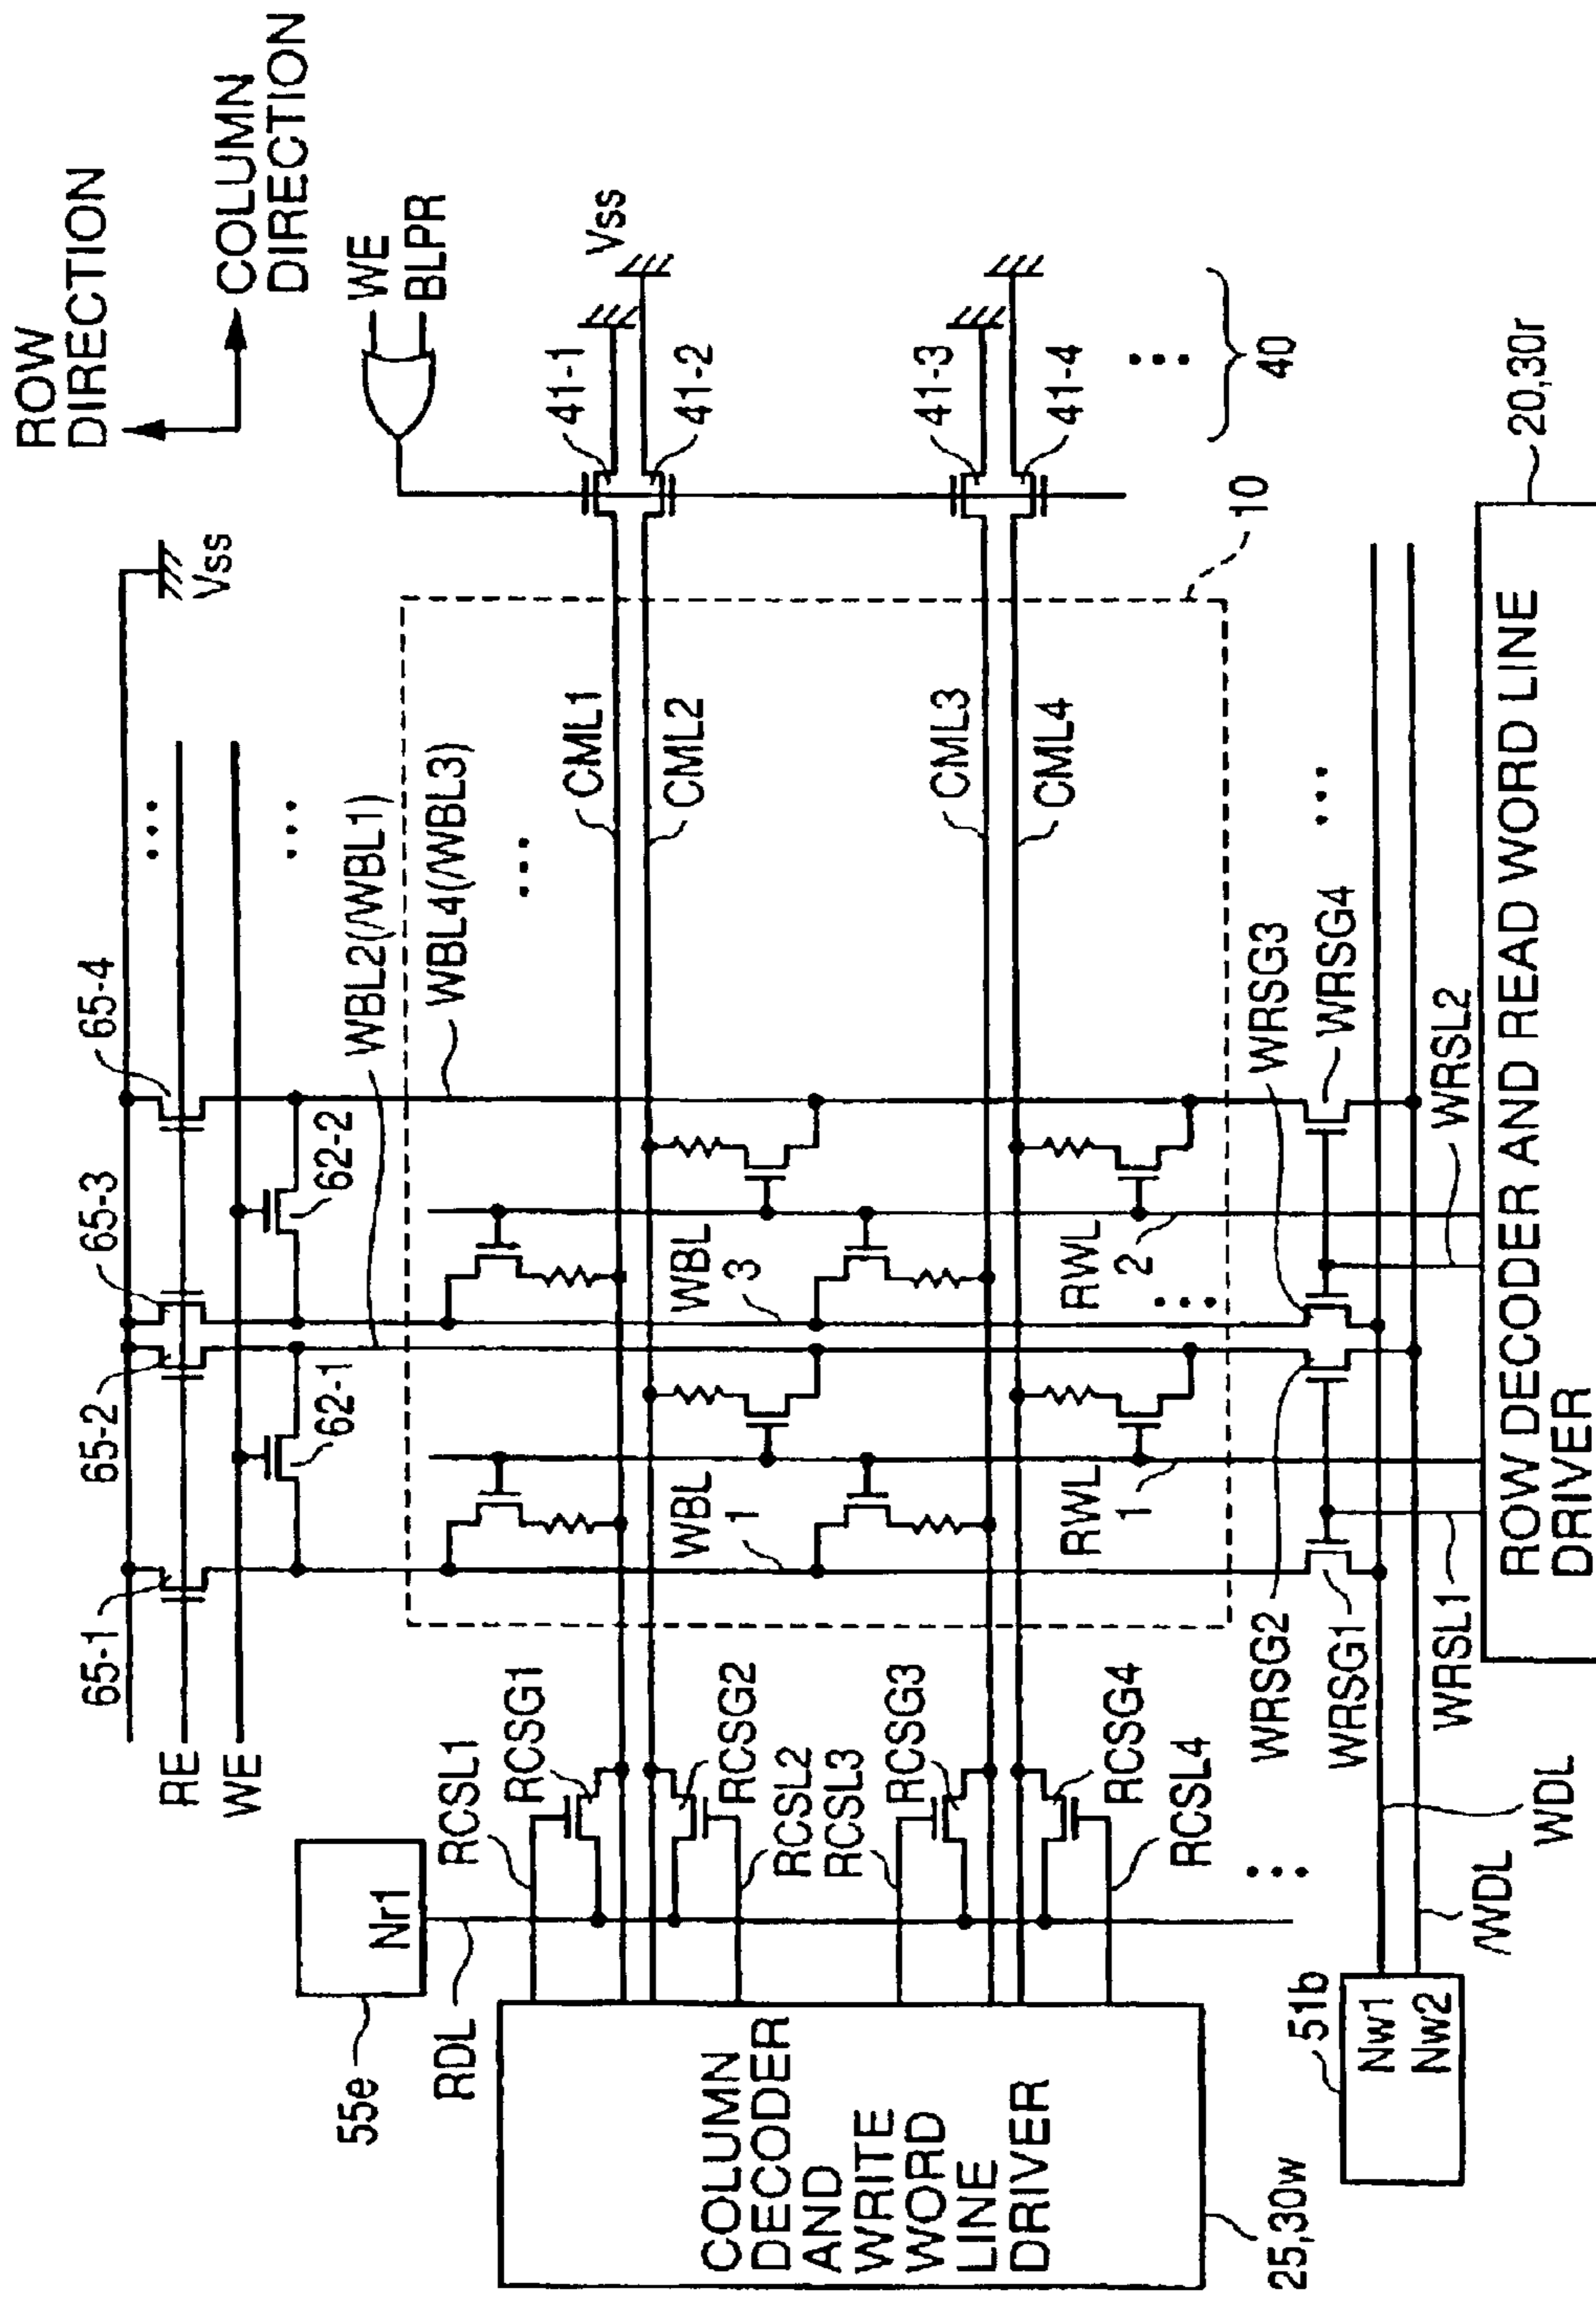 ROW
DIRECTION
COLUMN
DIRECTION
WE
BLPR
Vss
41-1
41-2
41-3
41-4
40
Vss
10
20,30r
65-1
65-2
65-3
65-4
RE
WE
62-1
62-2
WBL2(/WBL1)
WBL4(/WBL3)
CML1
CML2
CML3
CML4
WBL
1
WBL
3
RWL
1
RWL
2
55e
Nr1
RDL
RCSL1
RCSG1
RCSG2
RCSL2
RCSL3
RCSG3
RCSG4
RCSL4
COLUMN
DECODER
AND
WRITE
WORD
LINE
DRIVER
25,30w
51b
Nw1
Nw2
WDL
/WDL
WRSG1
WRSG2
WRSG3
WRSG4
WRSL1
WRSL2
ROW DECODER AND READ WORD LINE
DRIVER